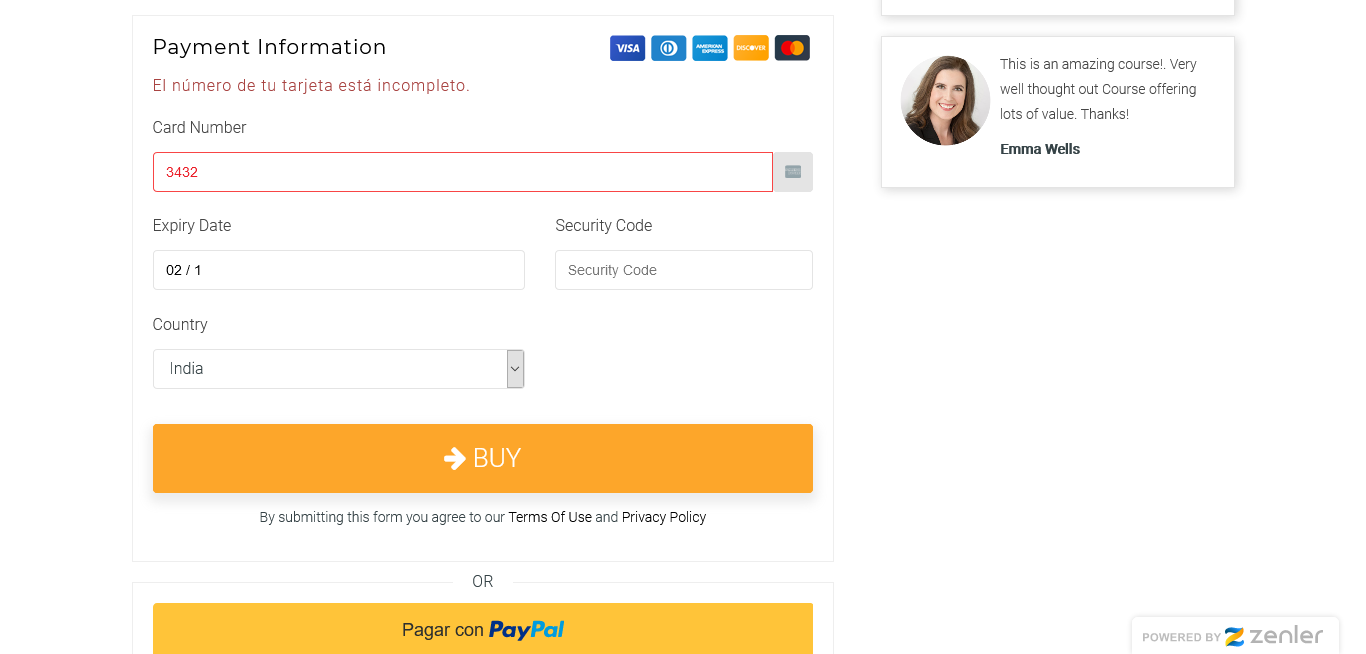 Payment Information
VISA
AMERICAN EXPRESS
DISCOVER
El número de tu tarjeta está incompleto.
Card Number
3432
Expiry Date
Security Code
02 / 1
Security Code
Country
India
BUY
By submitting this form you agree to our Terms Of Use and Privacy Policy
OR
Pagar con PayPal
This is an amazing course!. Very
well thought out Course offering
lots of value. Thanks!
Emma Wells
POWERED BY zenler